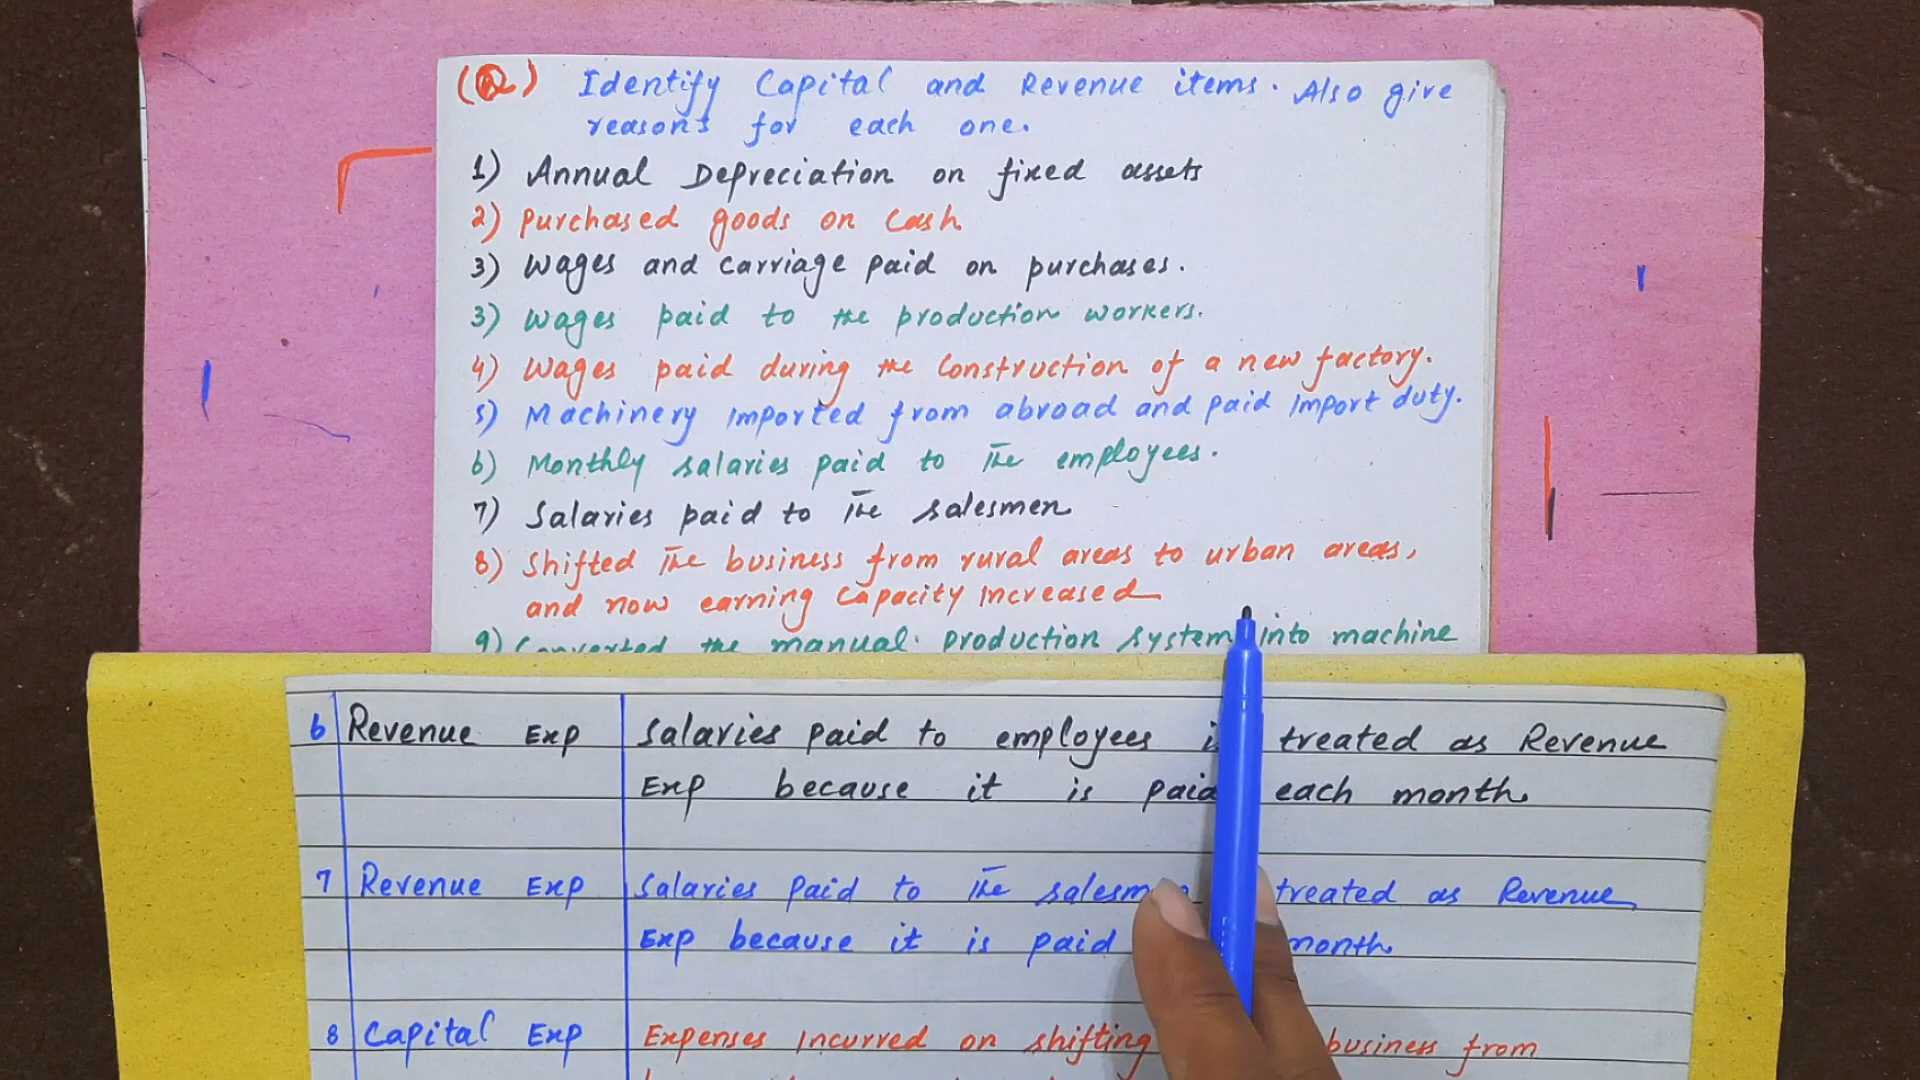 (Q) Identify Capital and Revenue items. Also give
reasons for each one.
1) Annual Depreciation on fixed assets
2) Purchased goods on Cash
3) Wages and carriage paid on purchases.
3) Wages paid to the production workers.
4) Wages paid during the Construction of a new factory.
5) Machinery imported from abroad and paid import duty.
6) Monthly salaries paid to the employees.
7) Salaries paid to the salesmen
8) Shifted the business from rural areas to urban areas,
and now earning capacity increased
9) Converted the manual production system into machine
6 Revenue Exp Salaries paid to employees treated as Revenue
Exp because it is paid each month.
7 Revenue Exp Salaries paid to the treated as Revenue
Exp because it is paid month.
8 Capital Exp Expenses incurred on shifting business from